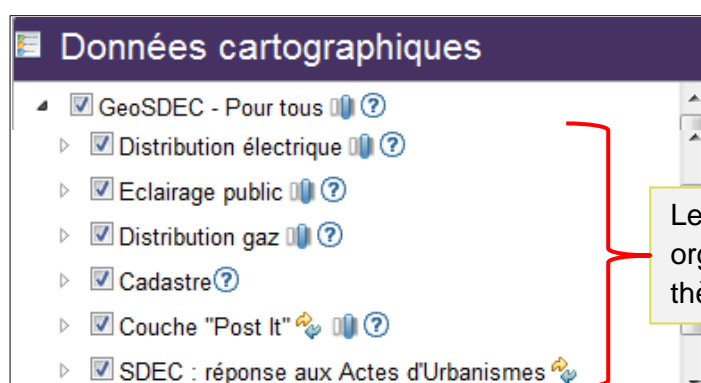 Données cartographiques
GeoSDEC - Pour tous
Distribution électrique
Eclairage public
Distribution gaz
Cadastre
Couche "Post It"
SDEC : réponse aux Actes d'Urbanismes
Le